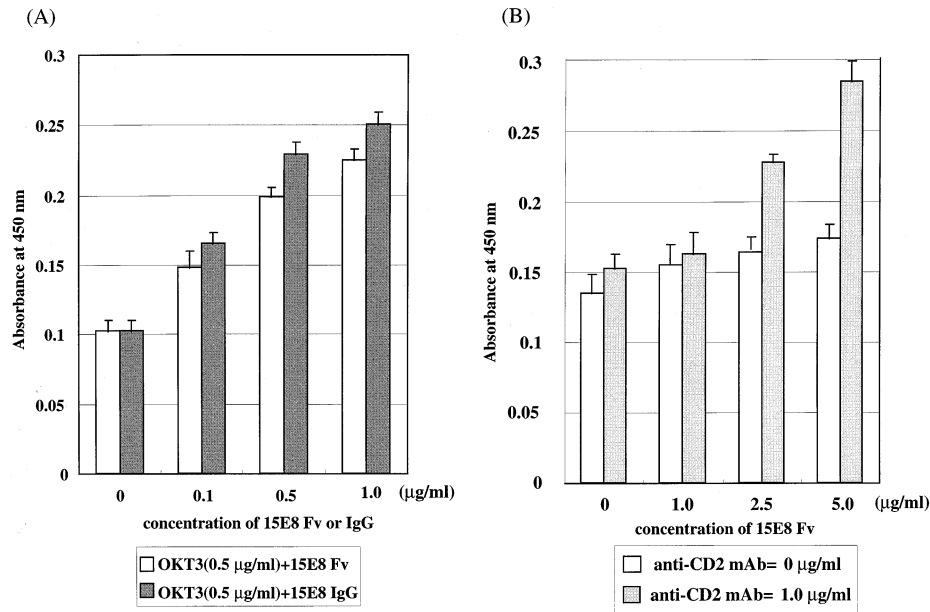 (A)
0.3
0.25
0.2
0.15
0.1
0.05
0
Absorbance at 450 nm
0 0.1 0.5 1.0 (μg/ml)
concentration of 15E8 Fv or IgG
OKT3(0.5 μg/ml)+15E8 Fv
OKT3(0.5 μg/ml)+15E8 IgG
(B)
0.3
0.25
0.2
0.15
0.1
0.05
0
Absorbance at 450 nm
0 1.0 2.5 5.0 (μg/ml)
concentration of 15E8 Fv
anti-CD2 mAb= 0 μg/ml
anti-CD2 mAb= 1.0 μg/ml